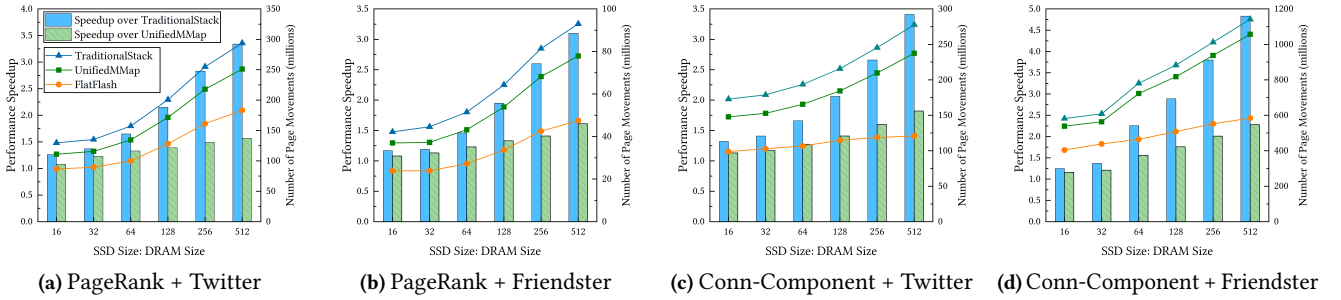 Speedup over TraditionalStack
Speedup over UnifiedMMap
TraditionalStack
UnifiedMMap
FlatFlash
Performance Speedup
4.0
3.5
3.0
2.5
2.0
1.5
1.0
0.5
0.0
350
300
250
200
150
100
50
0
Number of Page Movements (millions)
16 32 64 128 256 512
SSD Size: DRAM Size
(a) PageRank + Twitter
Performance Speedup
3.5
3.0
2.5
2.0
1.5
1.0
0.5
0.0
100
80
60
40
20
0
Number of Page Movements (millions)
16 32 64 128 256 512
SSD Size: DRAM Size
(b) PageRank + Friendster
Performance Speedup
3.5
3.0
2.5
2.0
1.5
1.0
0.5
0.0
300
250
200
150
100
50
0
Number of Page Movements (millions)
16 32 64 128 256 512
SSD Size: DRAM Size
(c) Conn-Component + Twitter
Performance Speedup
5.0
4.5
4.0
3.5
3.0
2.5
2.0
1.5
1.0
0.5
0.0
1200
1000
800
600
400
200
0
Number of Page Movements (millions)
16 32 64 128 256 512
SSD Size: DRAM Size
(d) Conn-Component + Friendster